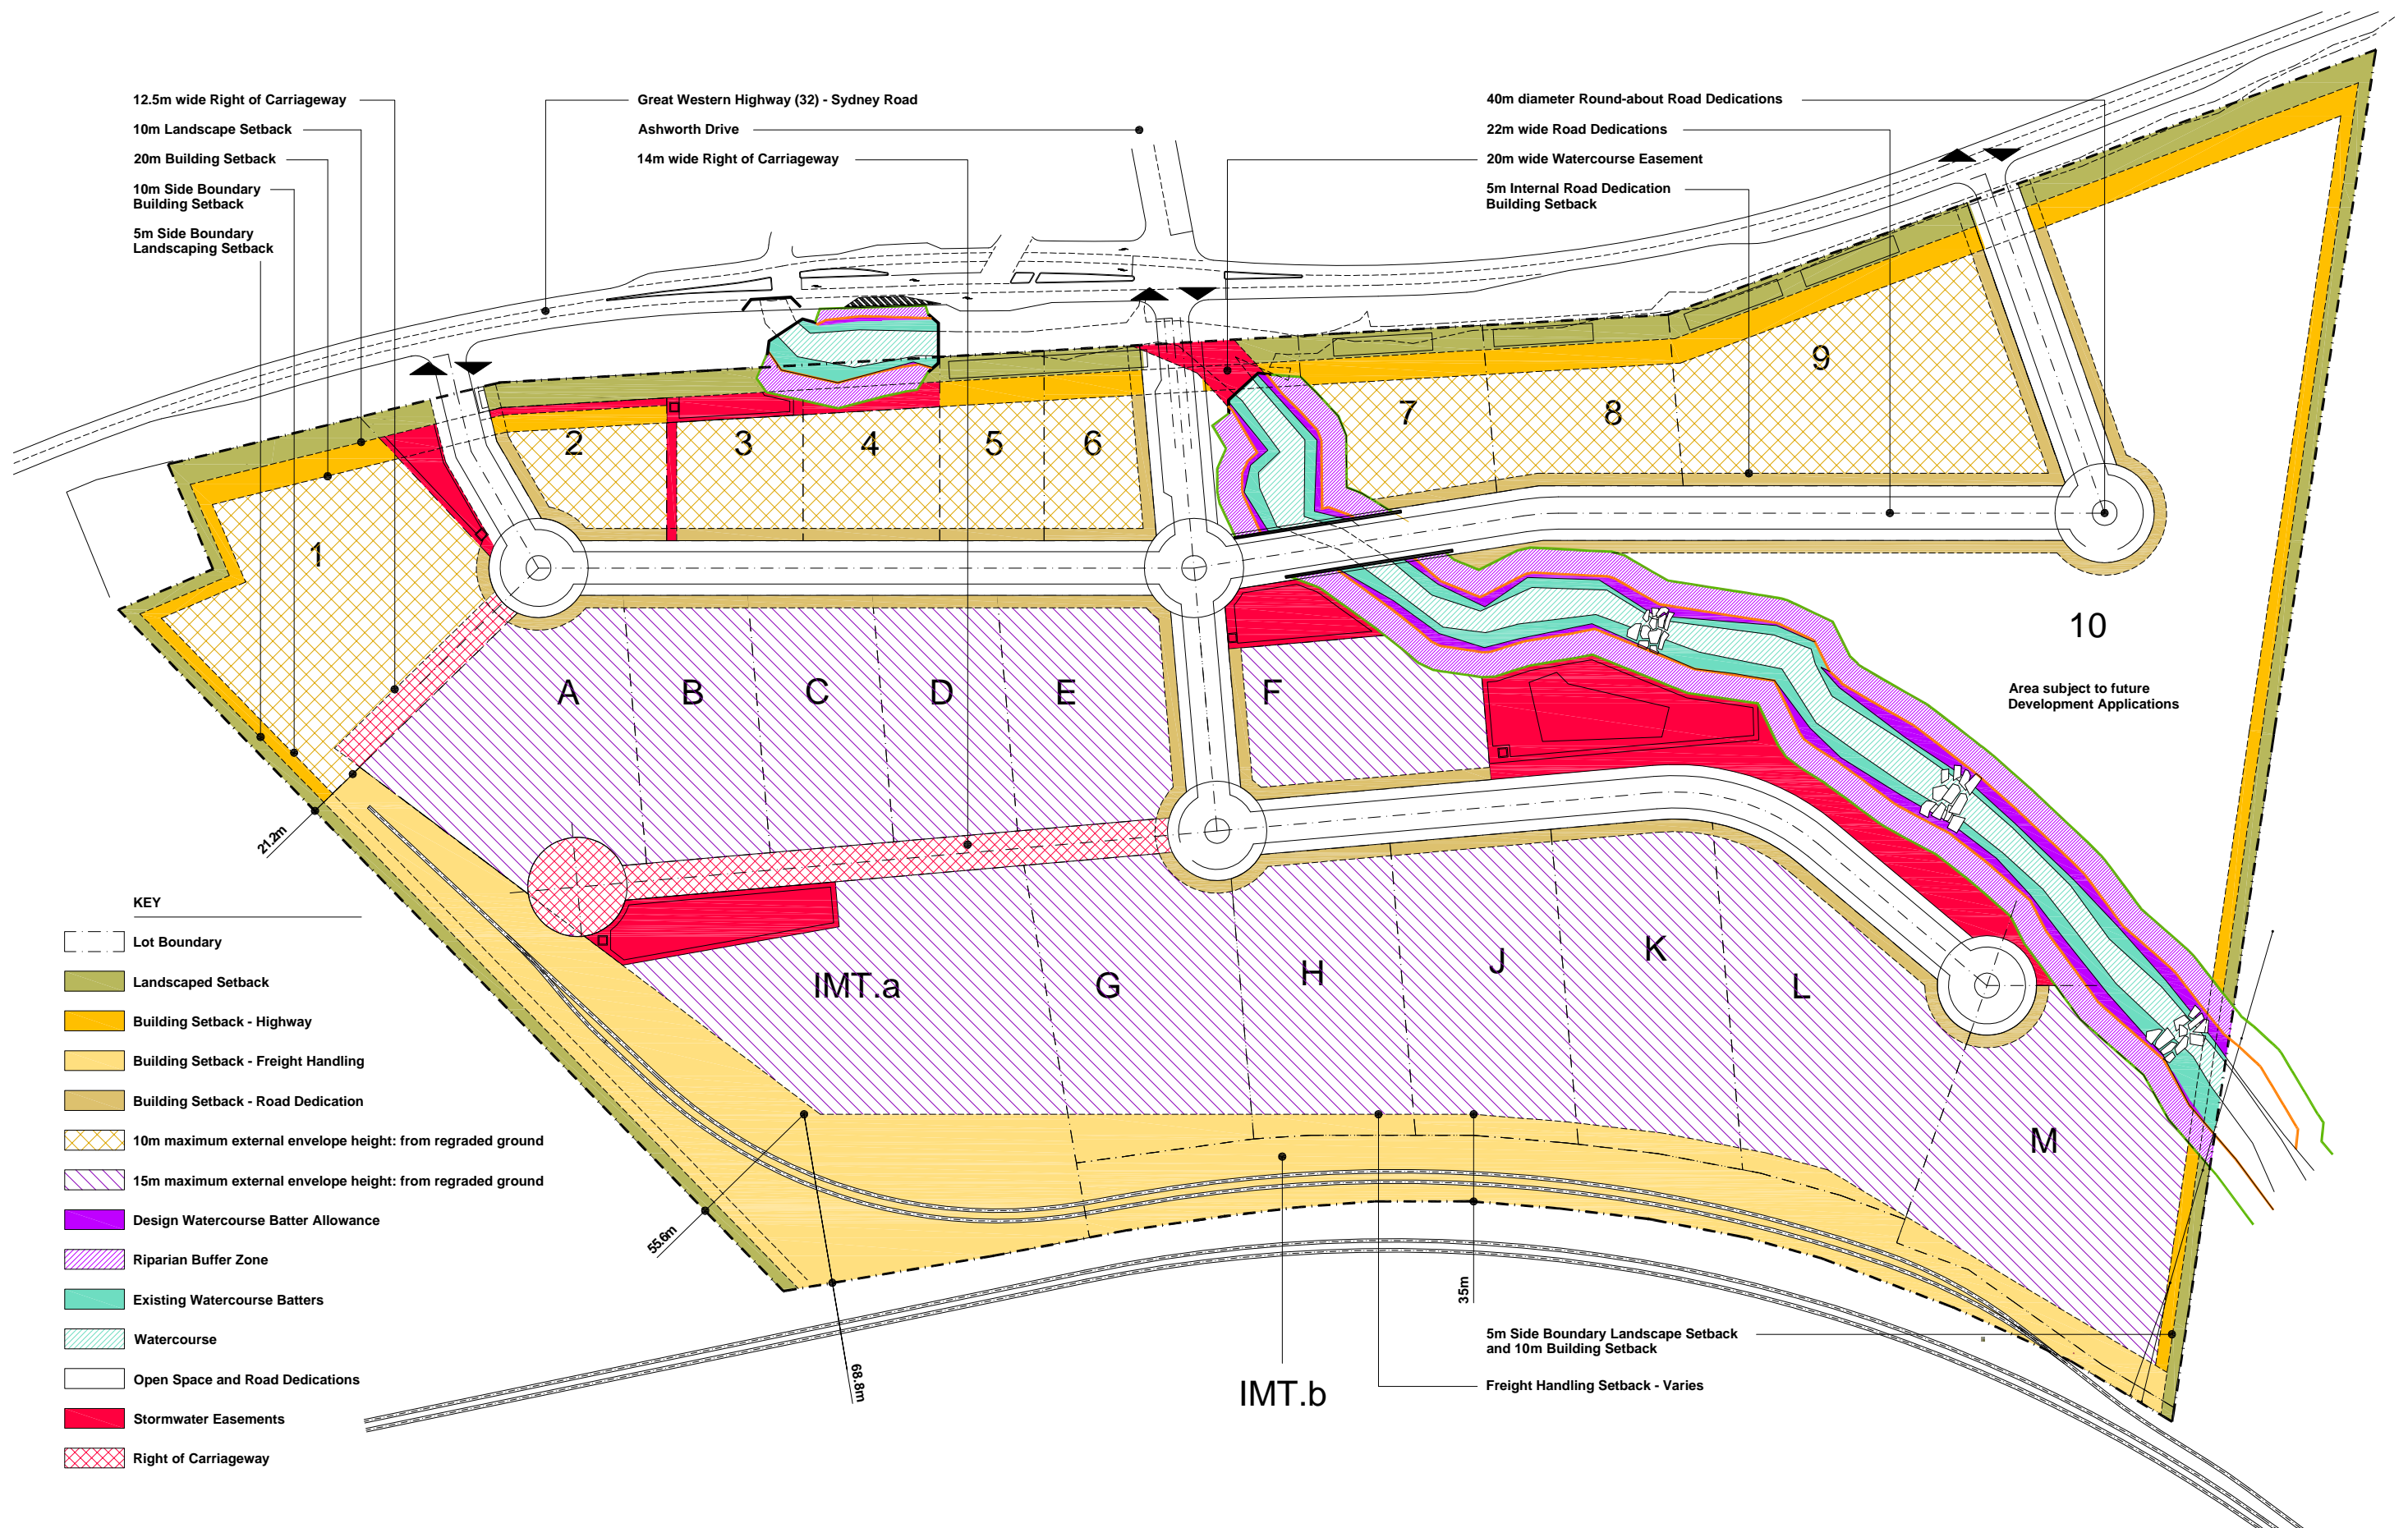 12.5m wide Right of Carriageway
10m Landscape Setback
20m Building Setback
10m Side Boundary
Building Setback
5m Side Boundary
Landscaping Setback
Great Western Highway (32) - Sydney Road
Ashworth Drive
14m wide Right of Carriageway
40m diameter Round-about Road Dedications
22m wide Road Dedications
20m wide Watercourse Easement
5m Internal Road Dedication
Building Setback
1
2
3
4
5
6
7
8
9
10
Area subject to future
Development Applications
A
B
C
D
E
F
IMT.a
G
H
J
K
L
M
21.2m
55.6m
68.8m
35m
IMT.b
5m Side Boundary Landscape Setback
and 10m Building Setback
Freight Handling Setback - Varies
KEY
Lot Boundary
Landscaped Setback
Building Setback - Highway
Building Setback - Freight Handling
Building Setback - Road Dedication
10m maximum external envelope height: from regraded ground
15m maximum external envelope height: from regraded ground
Design Watercourse Batter Allowance
Riparian Buffer Zone
Existing Watercourse Batters
Watercourse
Open Space and Road Dedications
Stormwater Easements
Right of Carriageway